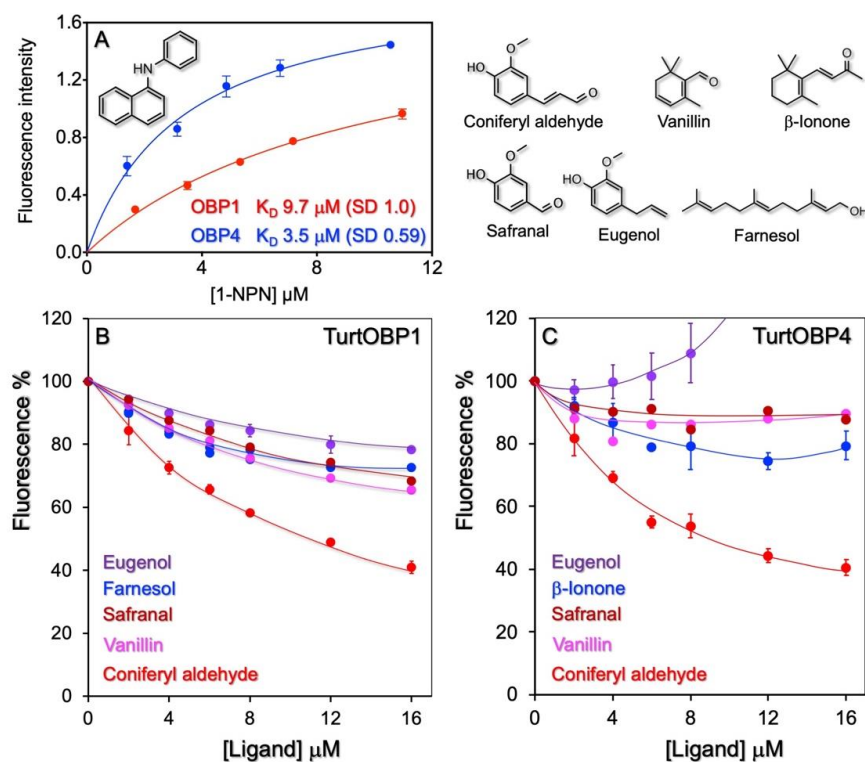 A
Fluorescence intensity
1.6
1.2
0.8
0.4
0.0
0
4
8
12
[1-NPN] μM
HN
OBP1 KD 9.7 μM (SD 1.0)
OBP4 KD 3.5 μM (SD 0.59)
O
HO
O
Coniferyl aldehyde
O
Vanillin
O
β-Ionone
O
HO
O
Safranal
O
HO
Eugenol
OH
Farnesol
B
TurtOBP1
Fluorescence %
120
100
80
60
40
20
0
Eugenol
Farnesol
Safranal
Vanillin
Coniferyl aldehyde
0
4
8
12
16
[Ligand] μM
C
TurtOBP4
Fluorescence %
120
100
80
60
40
20
0
Eugenol
β-Ionone
Safranal
Vanillin
Coniferyl aldehyde
0
4
8
12
16
[Ligand] μM